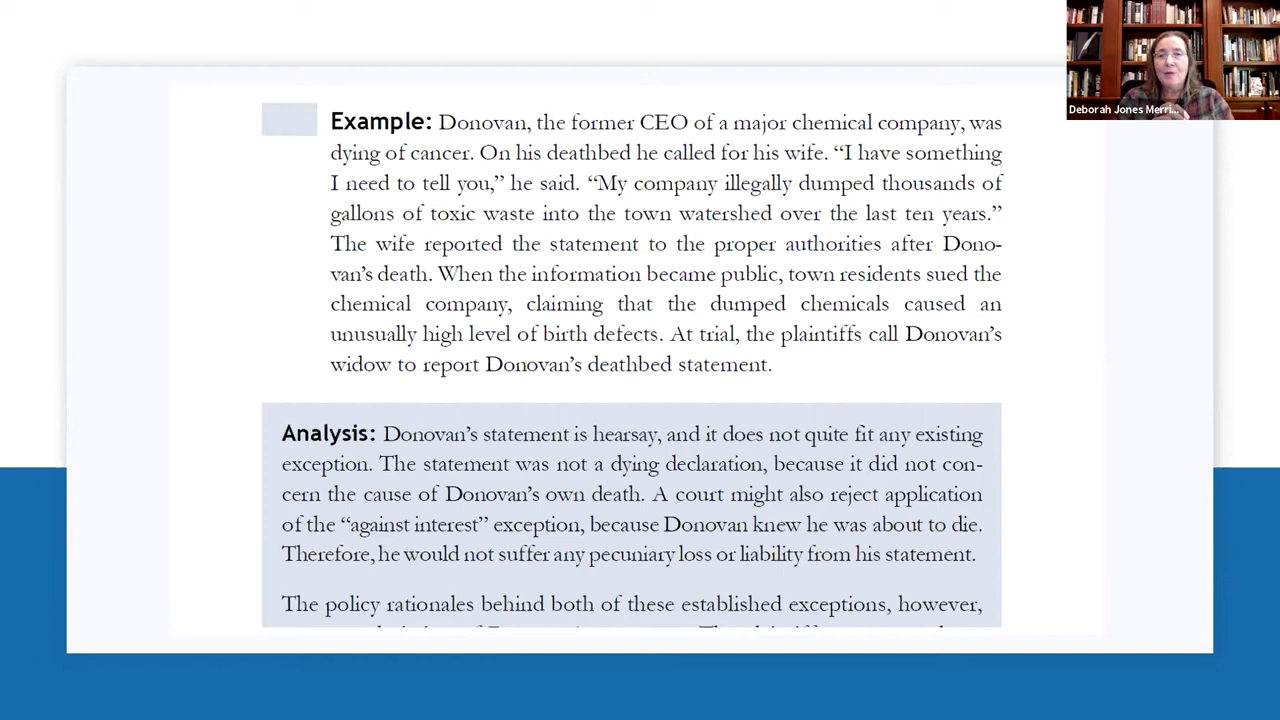 Deborah Jones Merri...
Example: Donovan, the former CEO of a major chemical company, was
dying of cancer. On his deathbed he called for his wife. “I have something
I need to tell you,” he said. “My company illegally dumped thousands of
gallons of toxic waste into the town watershed over the last ten years.”
The wife reported the statement to the proper authorities after Dono-
van’s death. When the information became public, town residents sued the
chemical company, claiming that the dumped chemicals caused an
unusually high level of birth defects. At trial, the plaintiffs call Donovan’s
widow to report Donovan’s deathbed statement.
Analysis: Donovan’s statement is hearsay, and it does not quite fit any existing
exception. The statement was not a dying declaration, because it did not con-
cern the cause of Donovan’s own death. A court might also reject application
of the “against interest” exception, because Donovan knew he was about to die.
Therefore, he would not suffer any pecuniary loss or liability from his statement.
The policy rationales behind both of these established exceptions, however,